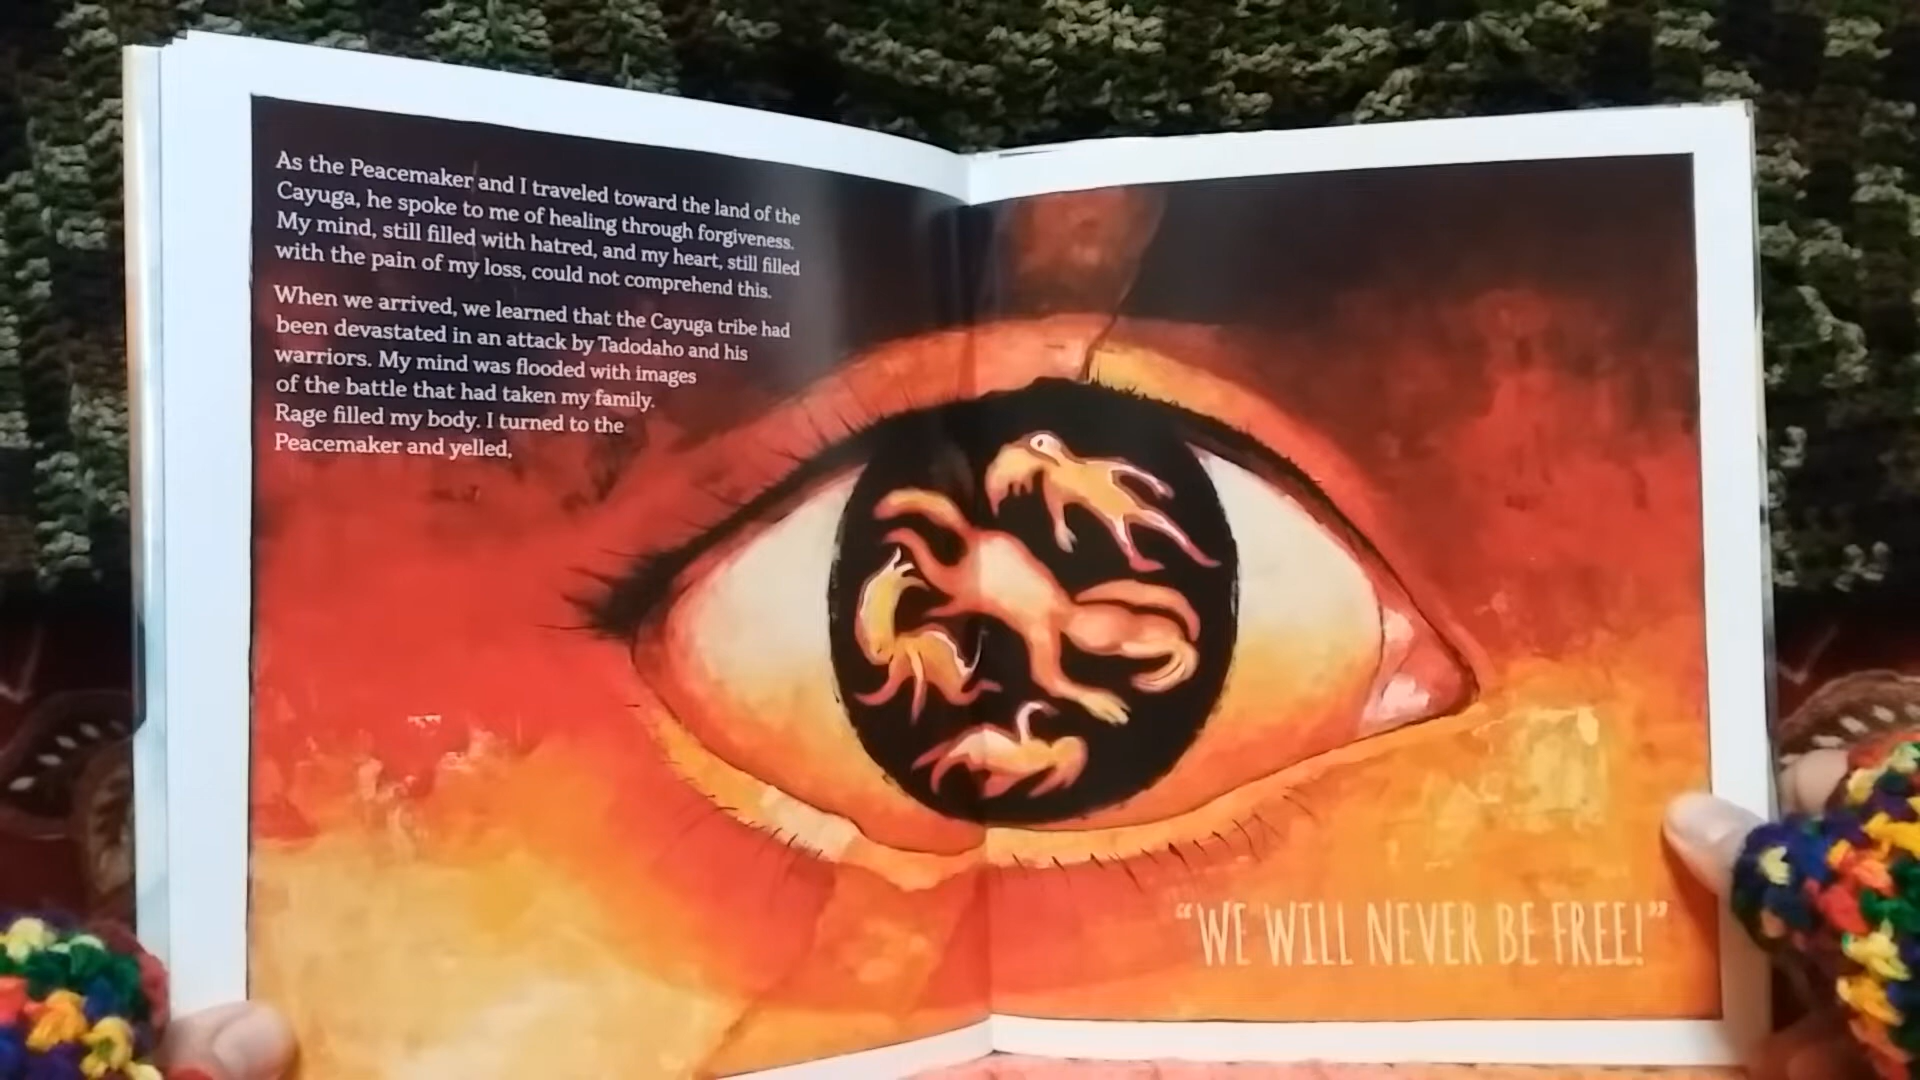 As the Peacemaker and I traveled toward the land of the
Cayuga, he spoke to me of healing through forgiveness.
My mind, still filled with hatred, and my heart, still filled
with the pain of my loss, could not comprehend this.
When we arrived, we learned that the Cayuga tribe had
been devastated in an attack by Tadodaho and his
warriors. My mind was flooded with images
of the battle that had taken my family.
Rage filled my body. I turned to the
Peacemaker and yelled,
“WE WILL NEVER BE FREE!”